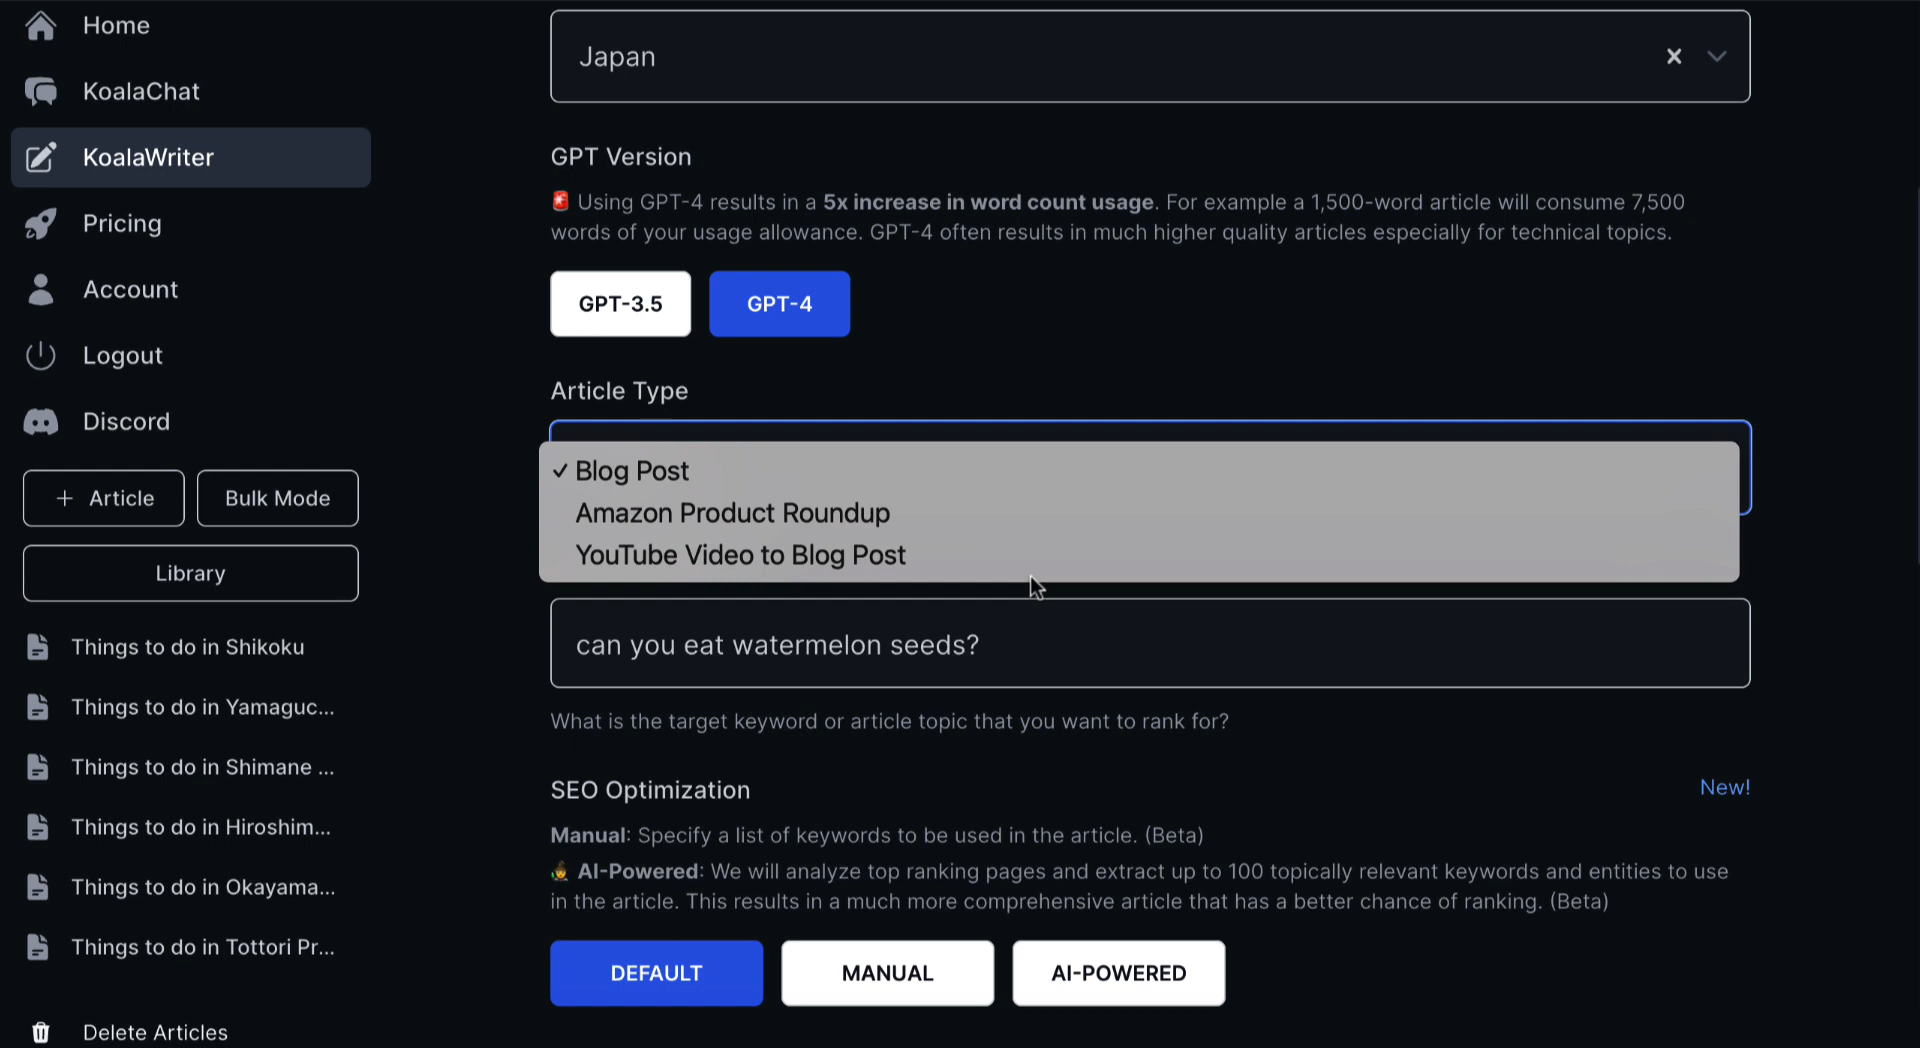 Home
KoalaChat
KoalaWriter
Pricing
Account
Logout
Discord
+ Article
Bulk Mode
Library
Things to do in Shikoku
Things to do in Yamaguc...
Things to do in Shimane ...
Things to do in Hiroshim...
Things to do in Okayama...
Things to do in Tottori Pr...
Delete Articles
Japan
GPT Version
🚨 Using GPT-4 results in a 5x increase in word count usage. For example a 1,500-word article will consume 7,500
words of your usage allowance. GPT-4 often results in much higher quality articles especially for technical topics.
GPT-3.5
GPT-4
Article Type
✓ Blog Post
Amazon Product Roundup
YouTube Video to Blog Post
can you eat watermelon seeds?
What is the target keyword or article topic that you want to rank for?
SEO Optimization
New!
Manual: Specify a list of keywords to be used in the article. (Beta)
AI-Powered: We will analyze top ranking pages and extract up to 100 topically relevant keywords and entities to use
in the article. This results in a much more comprehensive article that has a better chance of ranking. (Beta)
DEFAULT
MANUAL
AI-POWERED